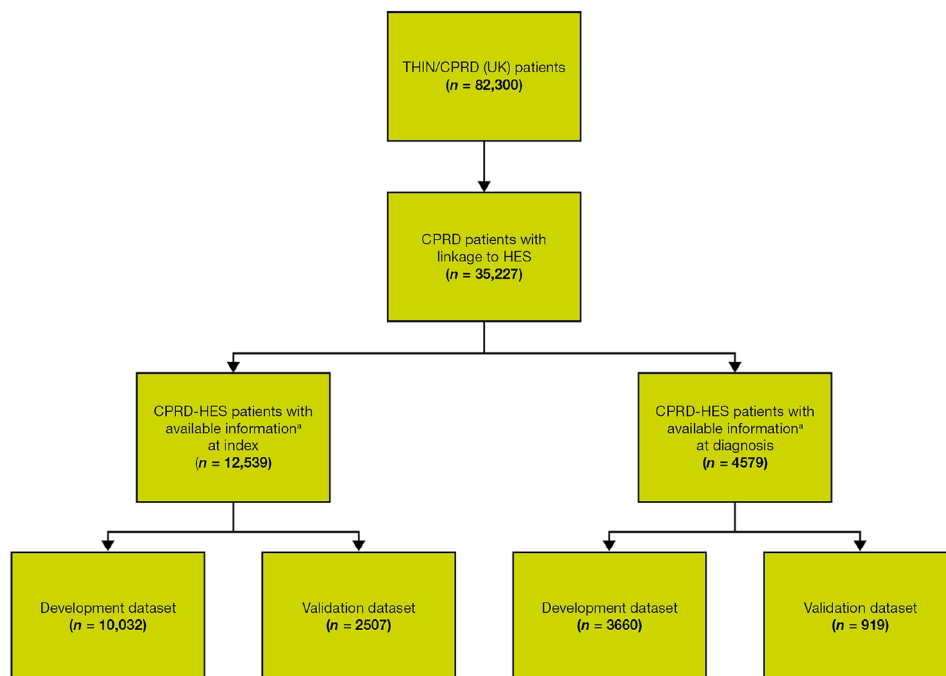 THIN/CPRD (UK) patients
(n = 82,300)
CPRD patients with
linkage to HES
(n = 35,227)
CPRD-HES patients with
available informationᵃ
at index
(n = 12,539)
CPRD-HES patients with
available informationᵃ
at diagnosis
(n = 4579)
Development dataset
(n = 10,032)
Validation dataset
(n = 2507)
Development dataset
(n = 3660)
Validation dataset
(n = 919)